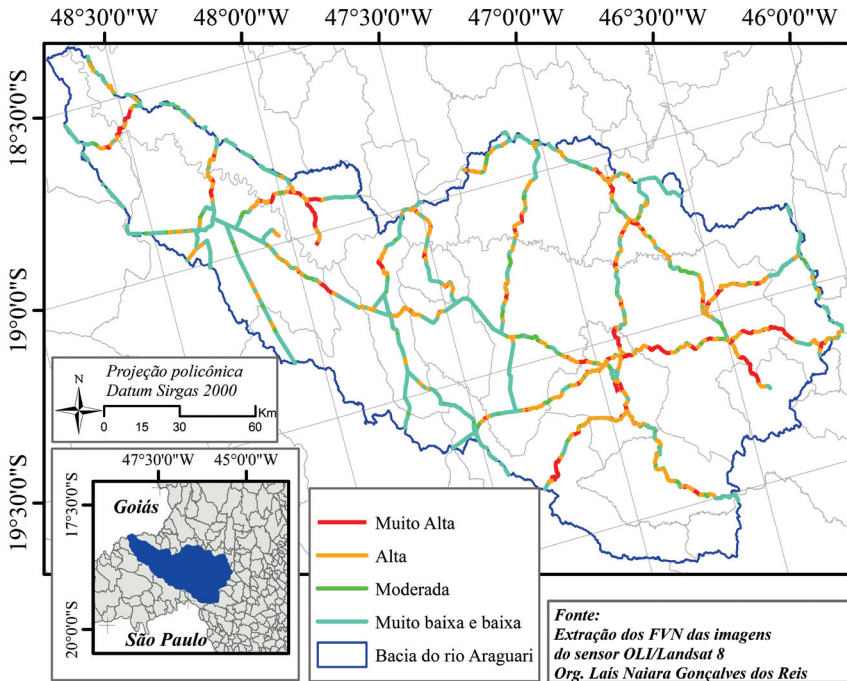 48°30'0"W 48°0'0"W 47°30'0"W 47°0'0"W 46°30'0"W 46°0'0"W
18°30'0"S
19°0'0"S
19°30'0"S
Projeção policônica
Datum Sirgas 2000
N
0 15 30 60 Km
47°30'0"W 45°0'0"W
17°30'0"S
20°0'0"S
Goiás
São Paulo
Muito Alta
Alta
Moderada
Muito baixa e baixa
Bacia do rio Araguari
Fonte:
Extração dos FVN das imagens
do sensor OLI/Landsat 8
Org. Laís Naiara Gonçalves dos Reis